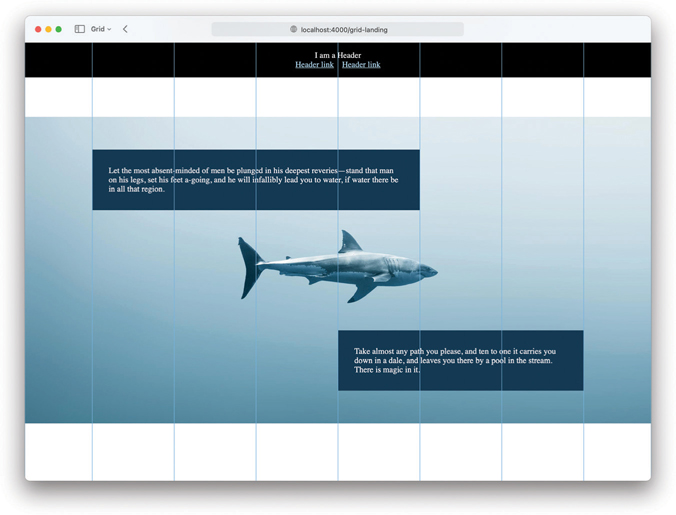 Grid
localhost:4000/grid-landing
I am a Header
Header link Header link
Let the most absent-minded of men be plunged in his deepest reveries—stand that man
on his legs, set his feet a-going, and he will infallibly lead you to water, if water there be
in all that region.
Take almost any path you please, and ten to one it carries you
down in a dale, and leaves you there by a pool in the stream.
There is magic in it.